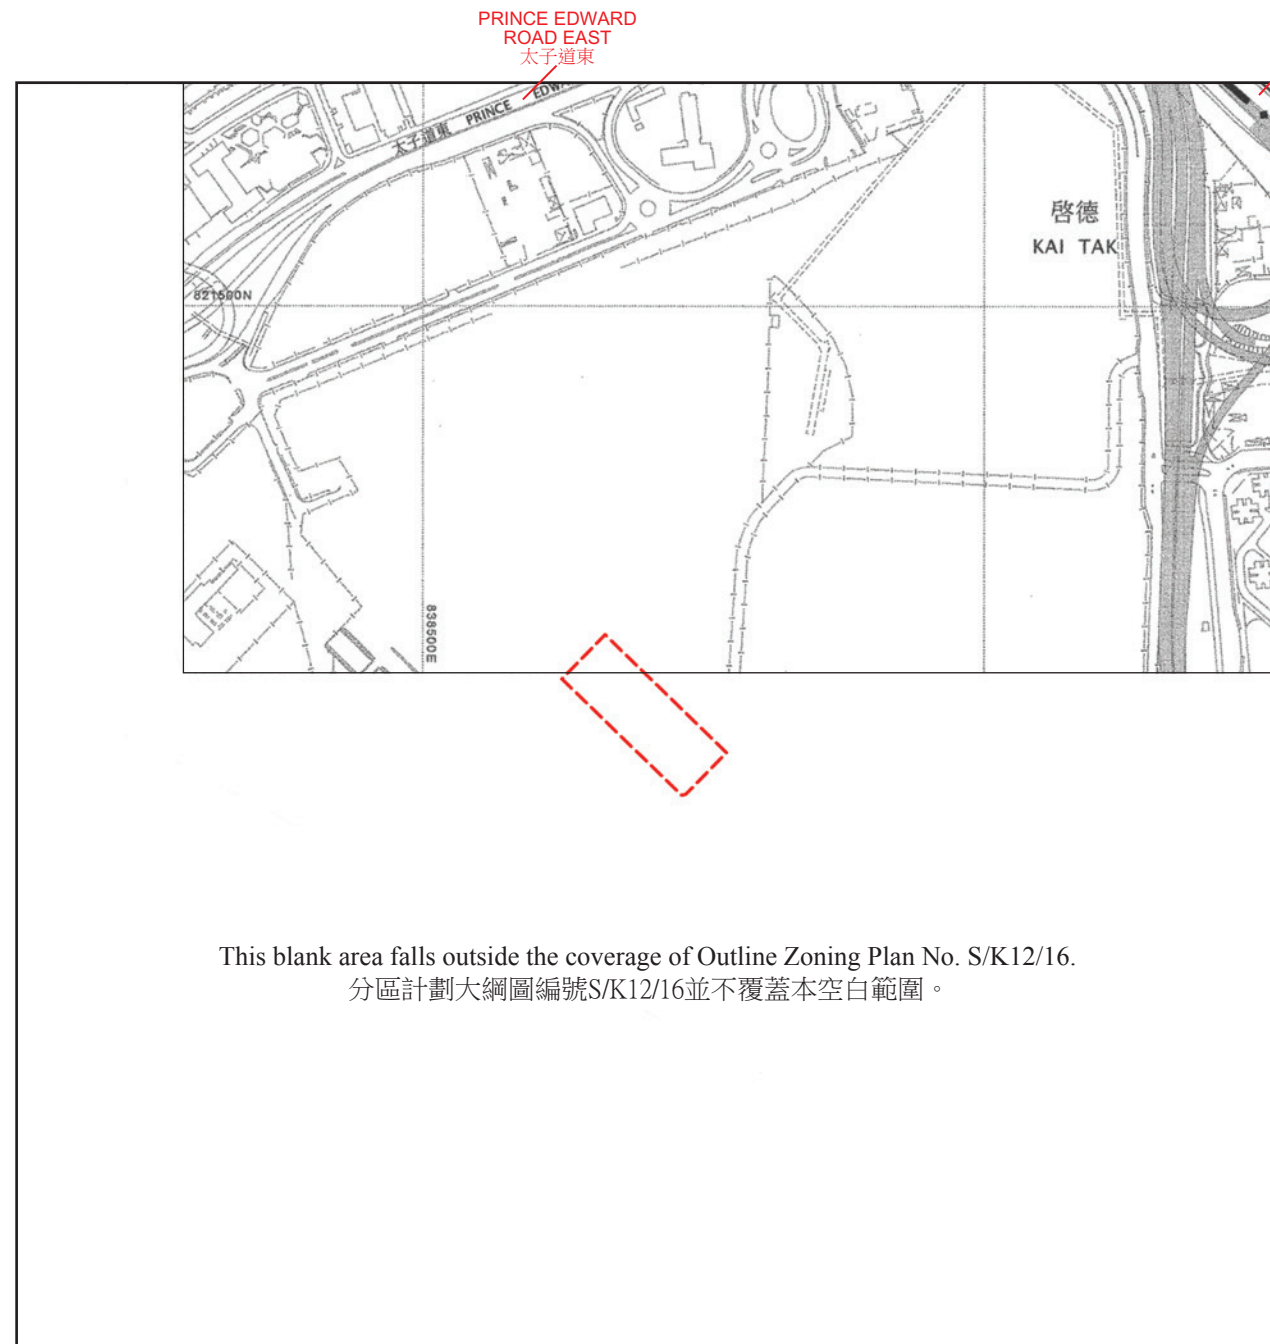 PRINCE EDWARD
ROAD EAST
太子道東
太子道東 PRINCE EDWA
啓德
KAI TAK
821500N
838500E
This blank area falls outside the coverage of Outline Zoning Plan No. S/K12/16.
分區計劃大綱圖編號S/K12/16並不覆蓋本空白範圍。